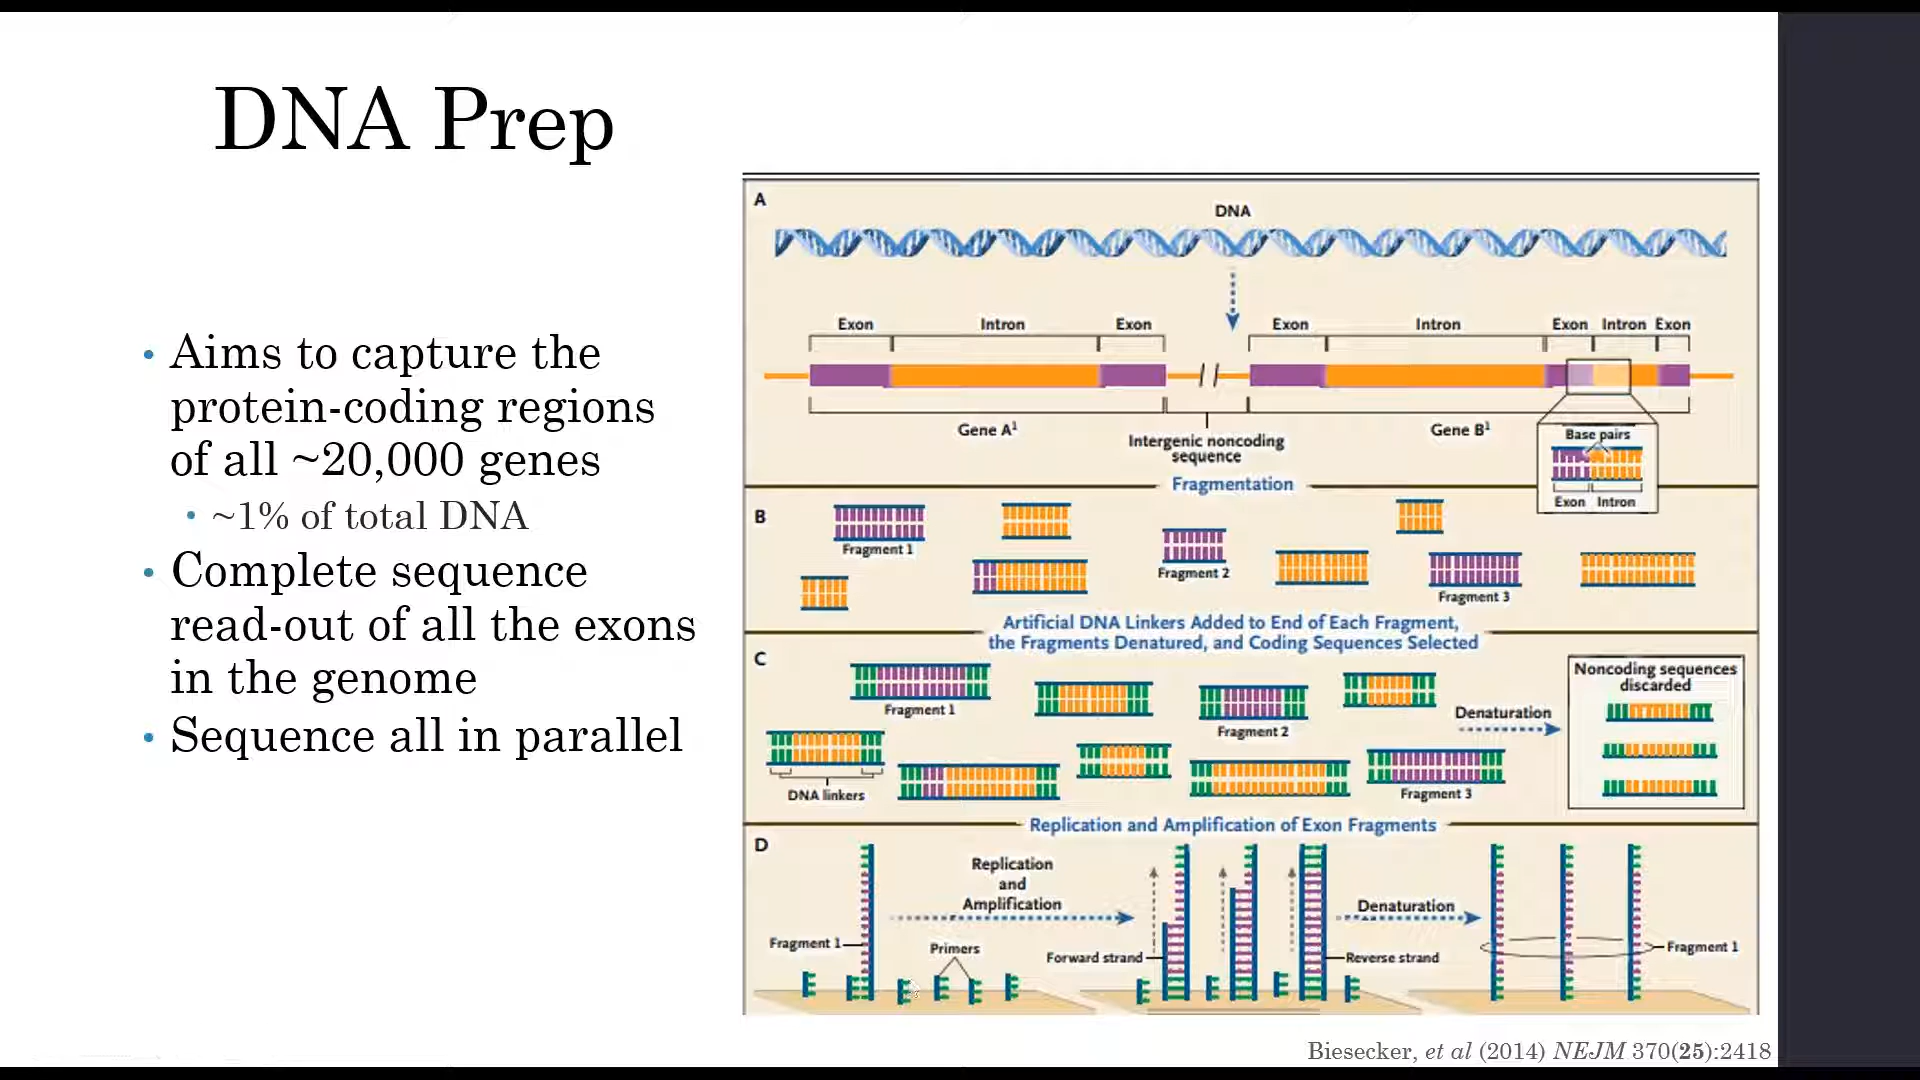 DNA Prep
• Aims to capture the
protein-coding regions
of all ~20,000 genes
• ~1% of total DNA
• Complete sequence
read-out of all the exons
in the genome
• Sequence all in parallel
A
DNA
Exon Intron Exon Exon Intron Exon Intron Exon
Gene A¹
Intergenic noncoding
sequence
Gene B¹
Base pairs
Exon Intron
Fragmentation
B
Fragment 1
Fragment 2
Fragment 3
Artificial DNA Linkers Added to End of Each Fragment,
the Fragments Denatured, and Coding Sequences Selected
C
Fragment 1
Fragment 2
DNA linkers
Fragment 3
Denaturation
Noncoding sequences
discarded
Replication and Amplification of Exon Fragments
D
Replication
and
Amplification
Fragment 1
Primers
Forward strand
Reverse strand
Denaturation
Fragment 1
Biesecker, et al (2014) NEJM 370(25):2418